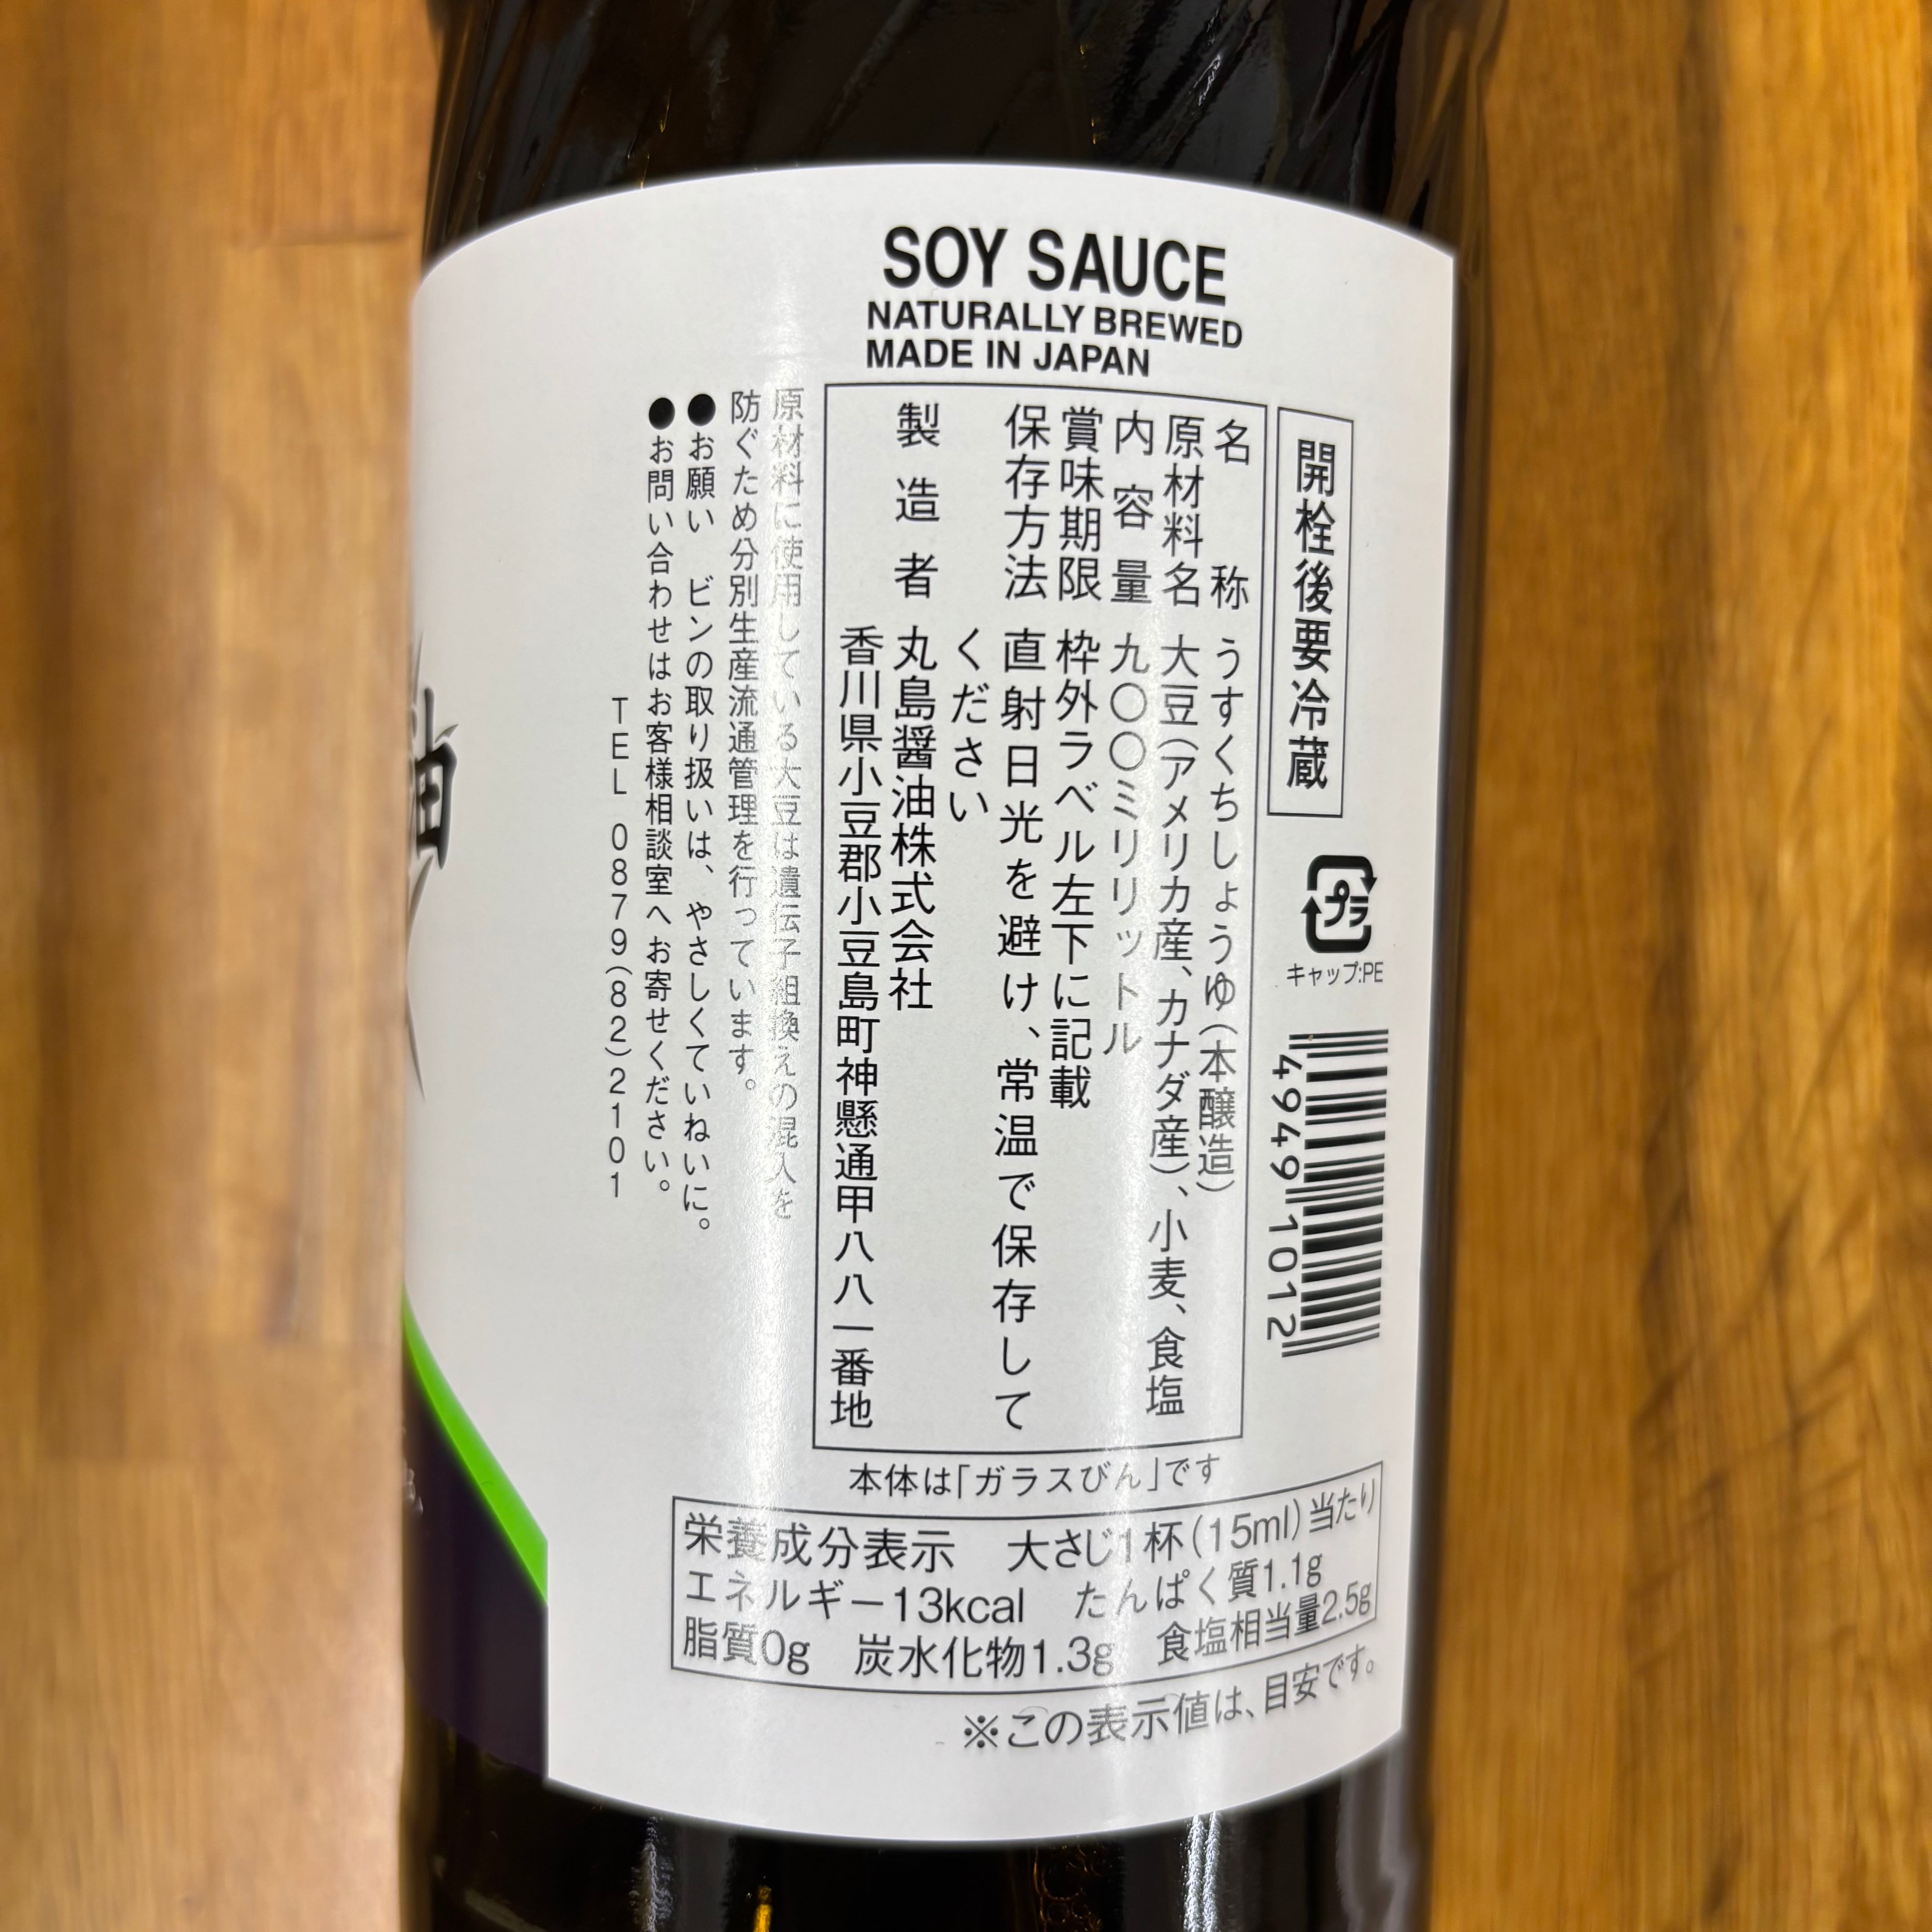 SOY SAUCE
NATURALLY BREWED
MADE IN JAPAN
開栓後要冷蔵
プラ
キャップ:PE
49491012
名称 うすくちしょうゆ(本醸造)
原材料名 大豆(アメリカ産、カナダ産)、小麦、食塩
内容量 九〇〇ミリリットル
賞味期限 枠外ラベル左下に記載
保存方法 直射日光を避け、常温で保存して
ください
製造者 丸島醤油株式会社
香川県小豆郡小豆島町神懸通甲八八一番地
原材料に使用している大豆は遺伝子組換えの混入を
防ぐため分別生産流通管理を行っています。
●お願い ビンの取り扱いは、やさしくていねいに。
●お問い合わせはお客様相談室へお寄せください。
TEL 0879(82)2101
本体は「ガラスびん」です
栄養成分表示 大さじ1杯(15ml)当たり
エネルギー13kcal たんぱく質1.1g
脂質0g 炭水化物1.3g 食塩相当量2.5g
※この表示値は、目安です。
油